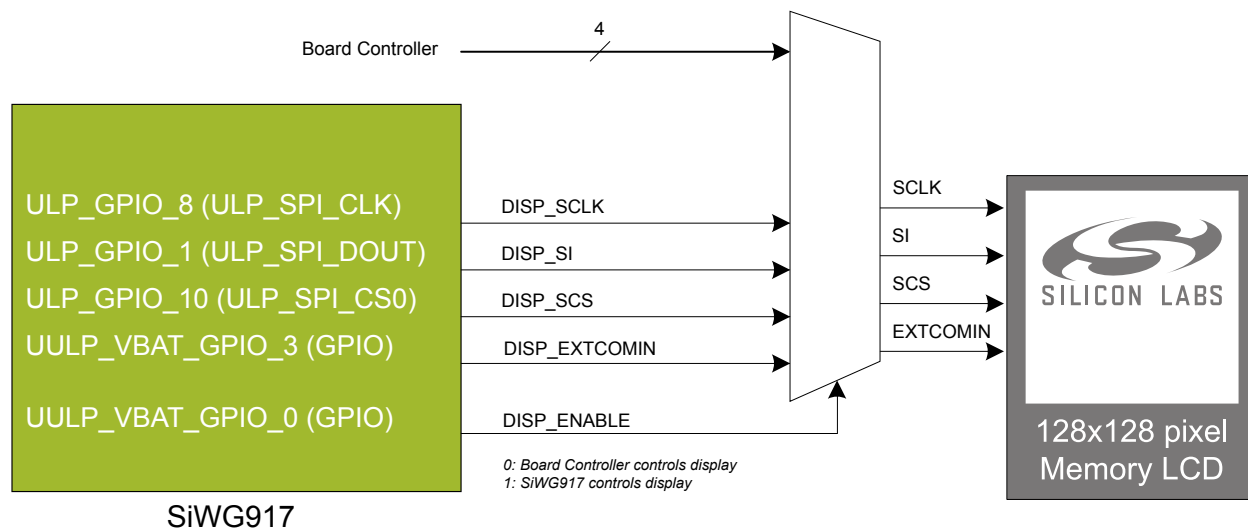 4
Board Controller
ULP_GPIO_8 (ULP_SPI_CLK)
DISP_SCLK
SCLK
ULP_GPIO_1 (ULP_SPI_DOUT)
DISP_SI
SI
ULP_GPIO_10 (ULP_SPI_CS0)
DISP_SCS
SCS
SILICON LABS
UULP_VBAT_GPIO_3 (GPIO)
DISP_EXTCOMIN
EXTCOMIN
UULP_VBAT_GPIO_0 (GPIO)
DISP_ENABLE
128x128 pixel
Memory LCD
0: Board Controller controls display
1: SiWG917 controls display
SiWG917